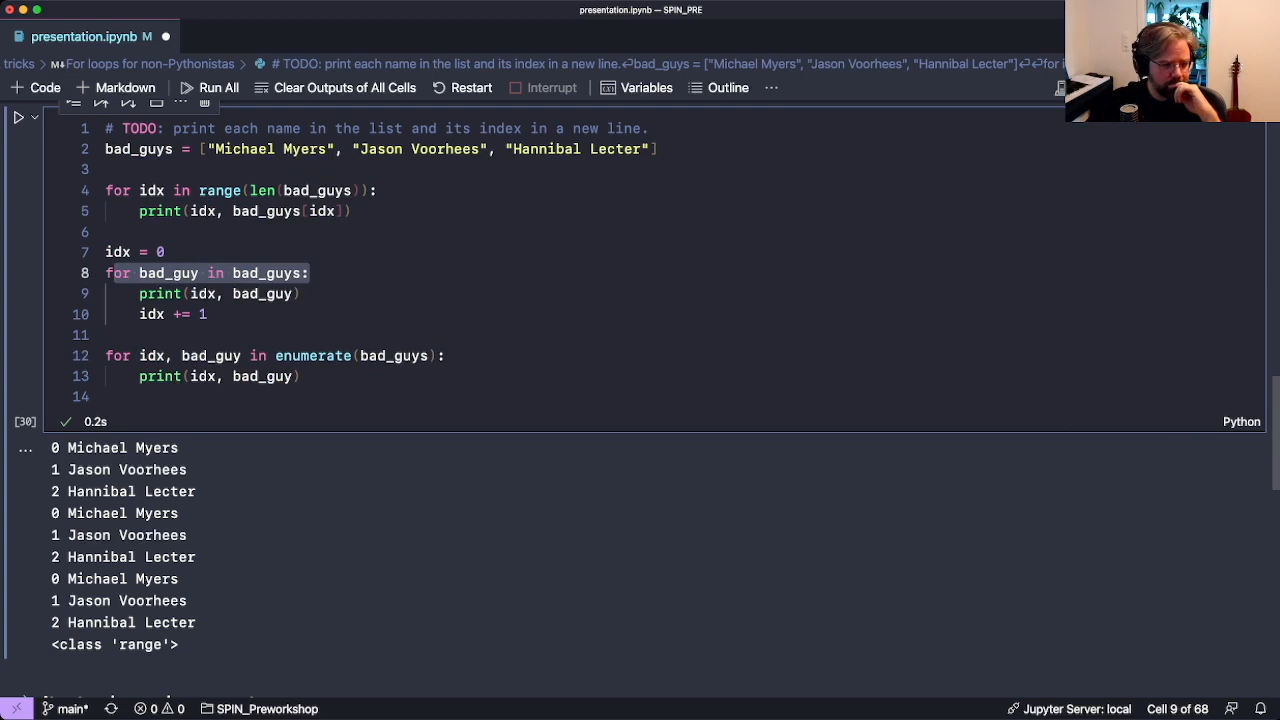 presentation.ipynb — SPIN_PRE
presentation.ipynb M
tricks > M↓For loops for non-Pythonistas > # TODO: print each name in the list and its index in a new line.↵bad_guys = ["Michael Myers", "Jason Voorhees", "Hannibal Lecter"]↵↵for i
+ Code + Markdown Run All Clear Outputs of All Cells Restart Interrupt Variables Outline ...
1 # TODO: print each name in the list and its index in a new line.
2 bad_guys = ["Michael Myers", "Jason Voorhees", "Hannibal Lecter"]
3
4 for idx in range(len(bad_guys)):
5 print(idx, bad_guys[idx])
6
7 idx = 0
8 for bad_guy in bad_guys:
9 print(idx, bad_guy)
10 idx += 1
11
12 for idx, bad_guy in enumerate(bad_guys):
13 print(idx, bad_guy)
14
[30] ✓ 0.2s Python
... 0 Michael Myers
1 Jason Voorhees
2 Hannibal Lecter
0 Michael Myers
1 Jason Voorhees
2 Hannibal Lecter
0 Michael Myers
1 Jason Voorhees
2 Hannibal Lecter
<class 'range'>
main* 0 0 SPIN_Preworkshop Jupyter Server: local Cell 9 of 68